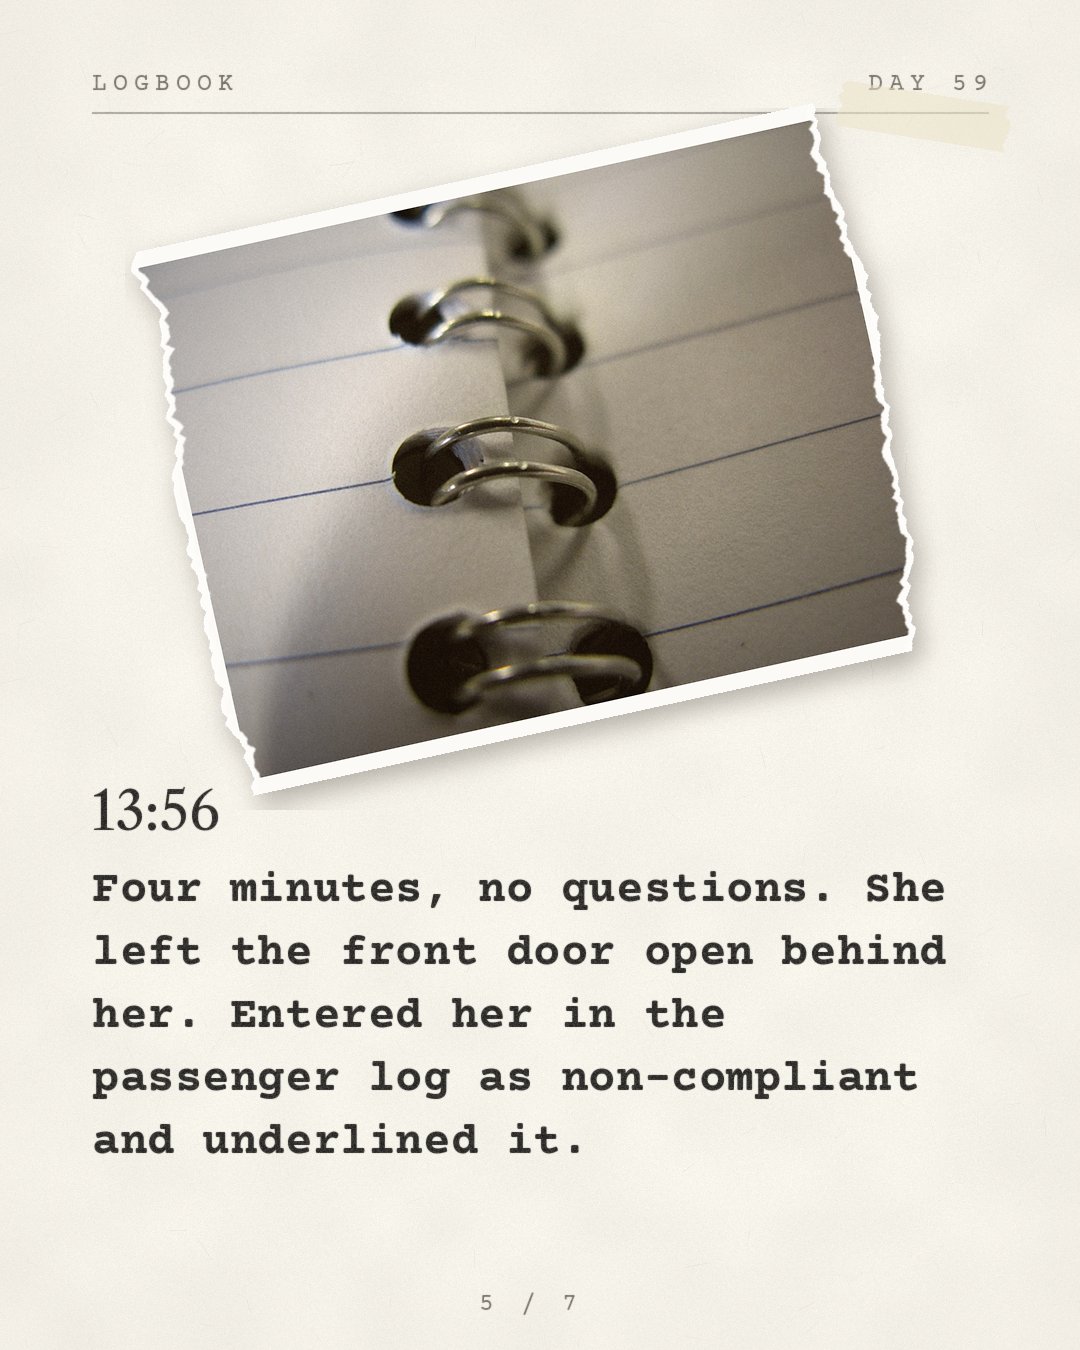 LOGBOOK
DAY 59
13:56
Four minutes, no questions. She
left the front door open behind
her. Entered her in the
passenger log as non-compliant
and underlined it.
5 / 7